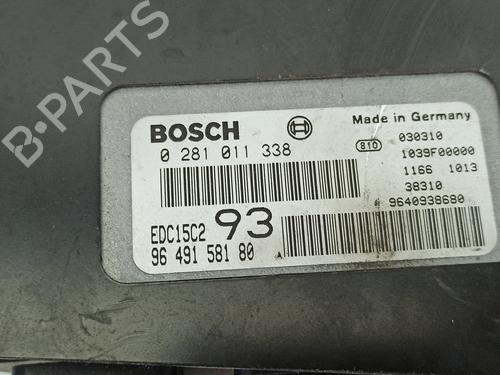 B-PARTS
Made in Germany
BOSCH
0 281 011 338
810
030310
1039F00000
1166 1013
38310
9640938680
EDC15C2 93
96 491 581 80
A